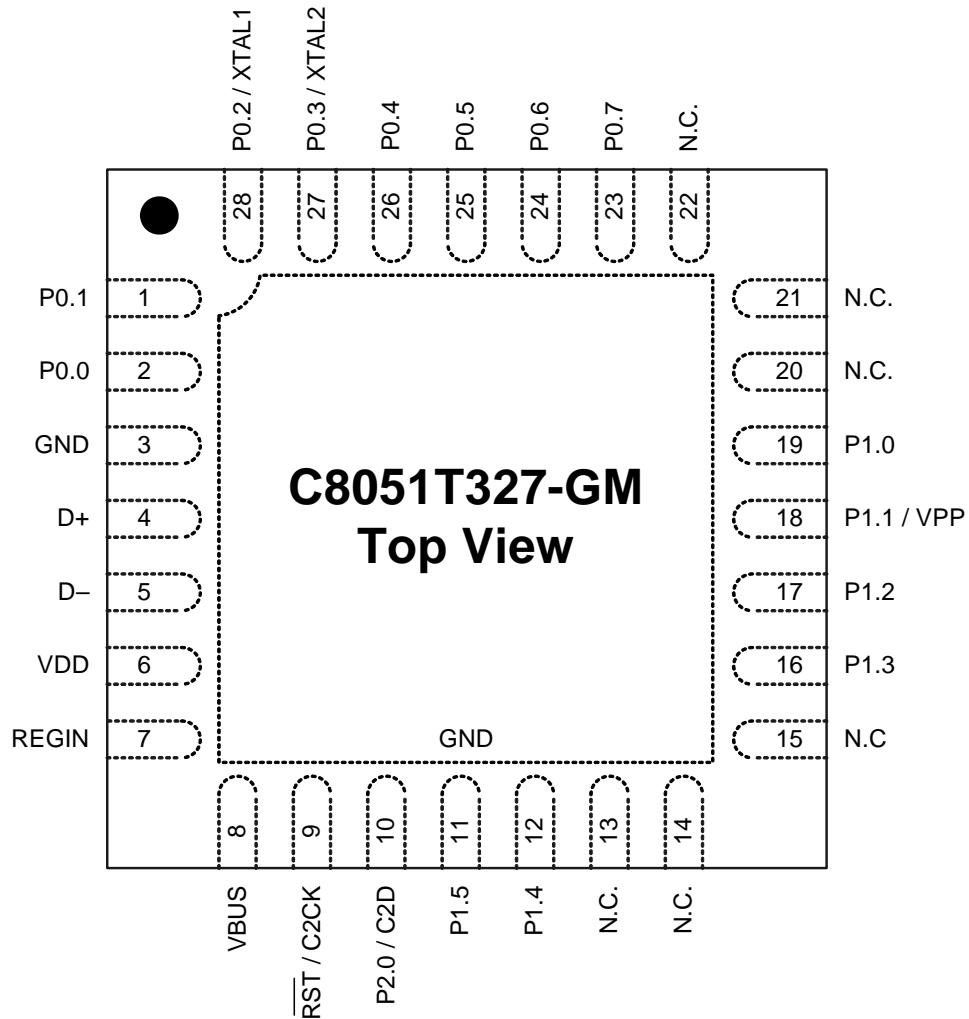 P0.2 / XTAL1
P0.3 / XTAL2
P0.4
P0.5
P0.6
P0.7
N.C.
28
27
26
25
24
23
22
P0.1 1
P0.0 2
GND 3
D+ 4
D– 5
VDD 6
REGIN 7
21 N.C.
20 N.C.
19 P1.0
18 P1.1 / VPP
17 P1.2
16 P1.3
15 N.C
C8051T327-GM
Top View
GND
8
9
10
11
12
13
14
VBUS
R̅S̅T̅ / C2CK
P2.0 / C2D
P1.5
P1.4
N.C.
N.C.